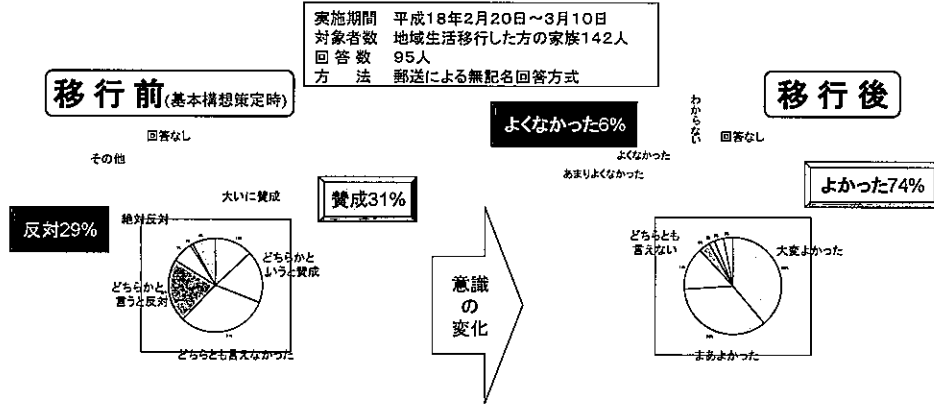 実施期間 平成18年2月20日～3月10日
対象者数 地域生活移行した方の家族142人
回答数 95人
方法 郵送による無記名回答方式
移行前(基本構想策定時)
回答なし
その他
大いに賛成
賛成31%
反対29%
絶対反対
どちらかと
いうと賛成
どちらかと
言うと反対
どちらとも言えなかった
意識
の
変化
移行後
よくなかった6%
わからない
回答なし
よくなかった
あまりよくなかった
よかった74%
どちらとも
言えない
大変よかった
まあよかった